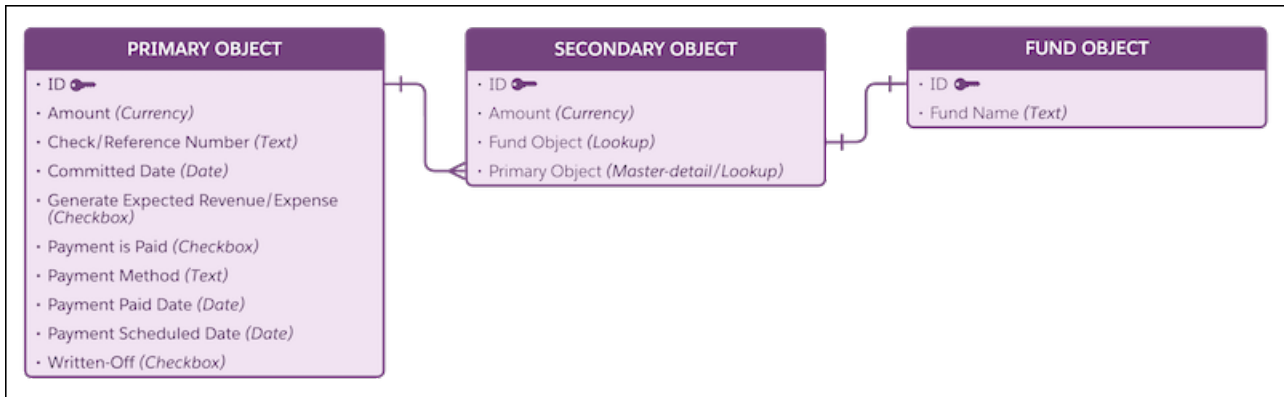 PRIMARY OBJECT
· ID
· Amount (Currency)
· Check/Reference Number (Text)
· Committed Date (Date)
· Generate Expected Revenue/Expense
(Checkbox)
· Payment is Paid (Checkbox)
· Payment Method (Text)
· Payment Paid Date (Date)
· Payment Scheduled Date (Date)
· Written-Off (Checkbox)
SECONDARY OBJECT
· ID
· Amount (Currency)
· Fund Object (Lookup)
· Primary Object (Master-detail/Lookup)
FUND OBJECT
· ID
· Fund Name (Text)